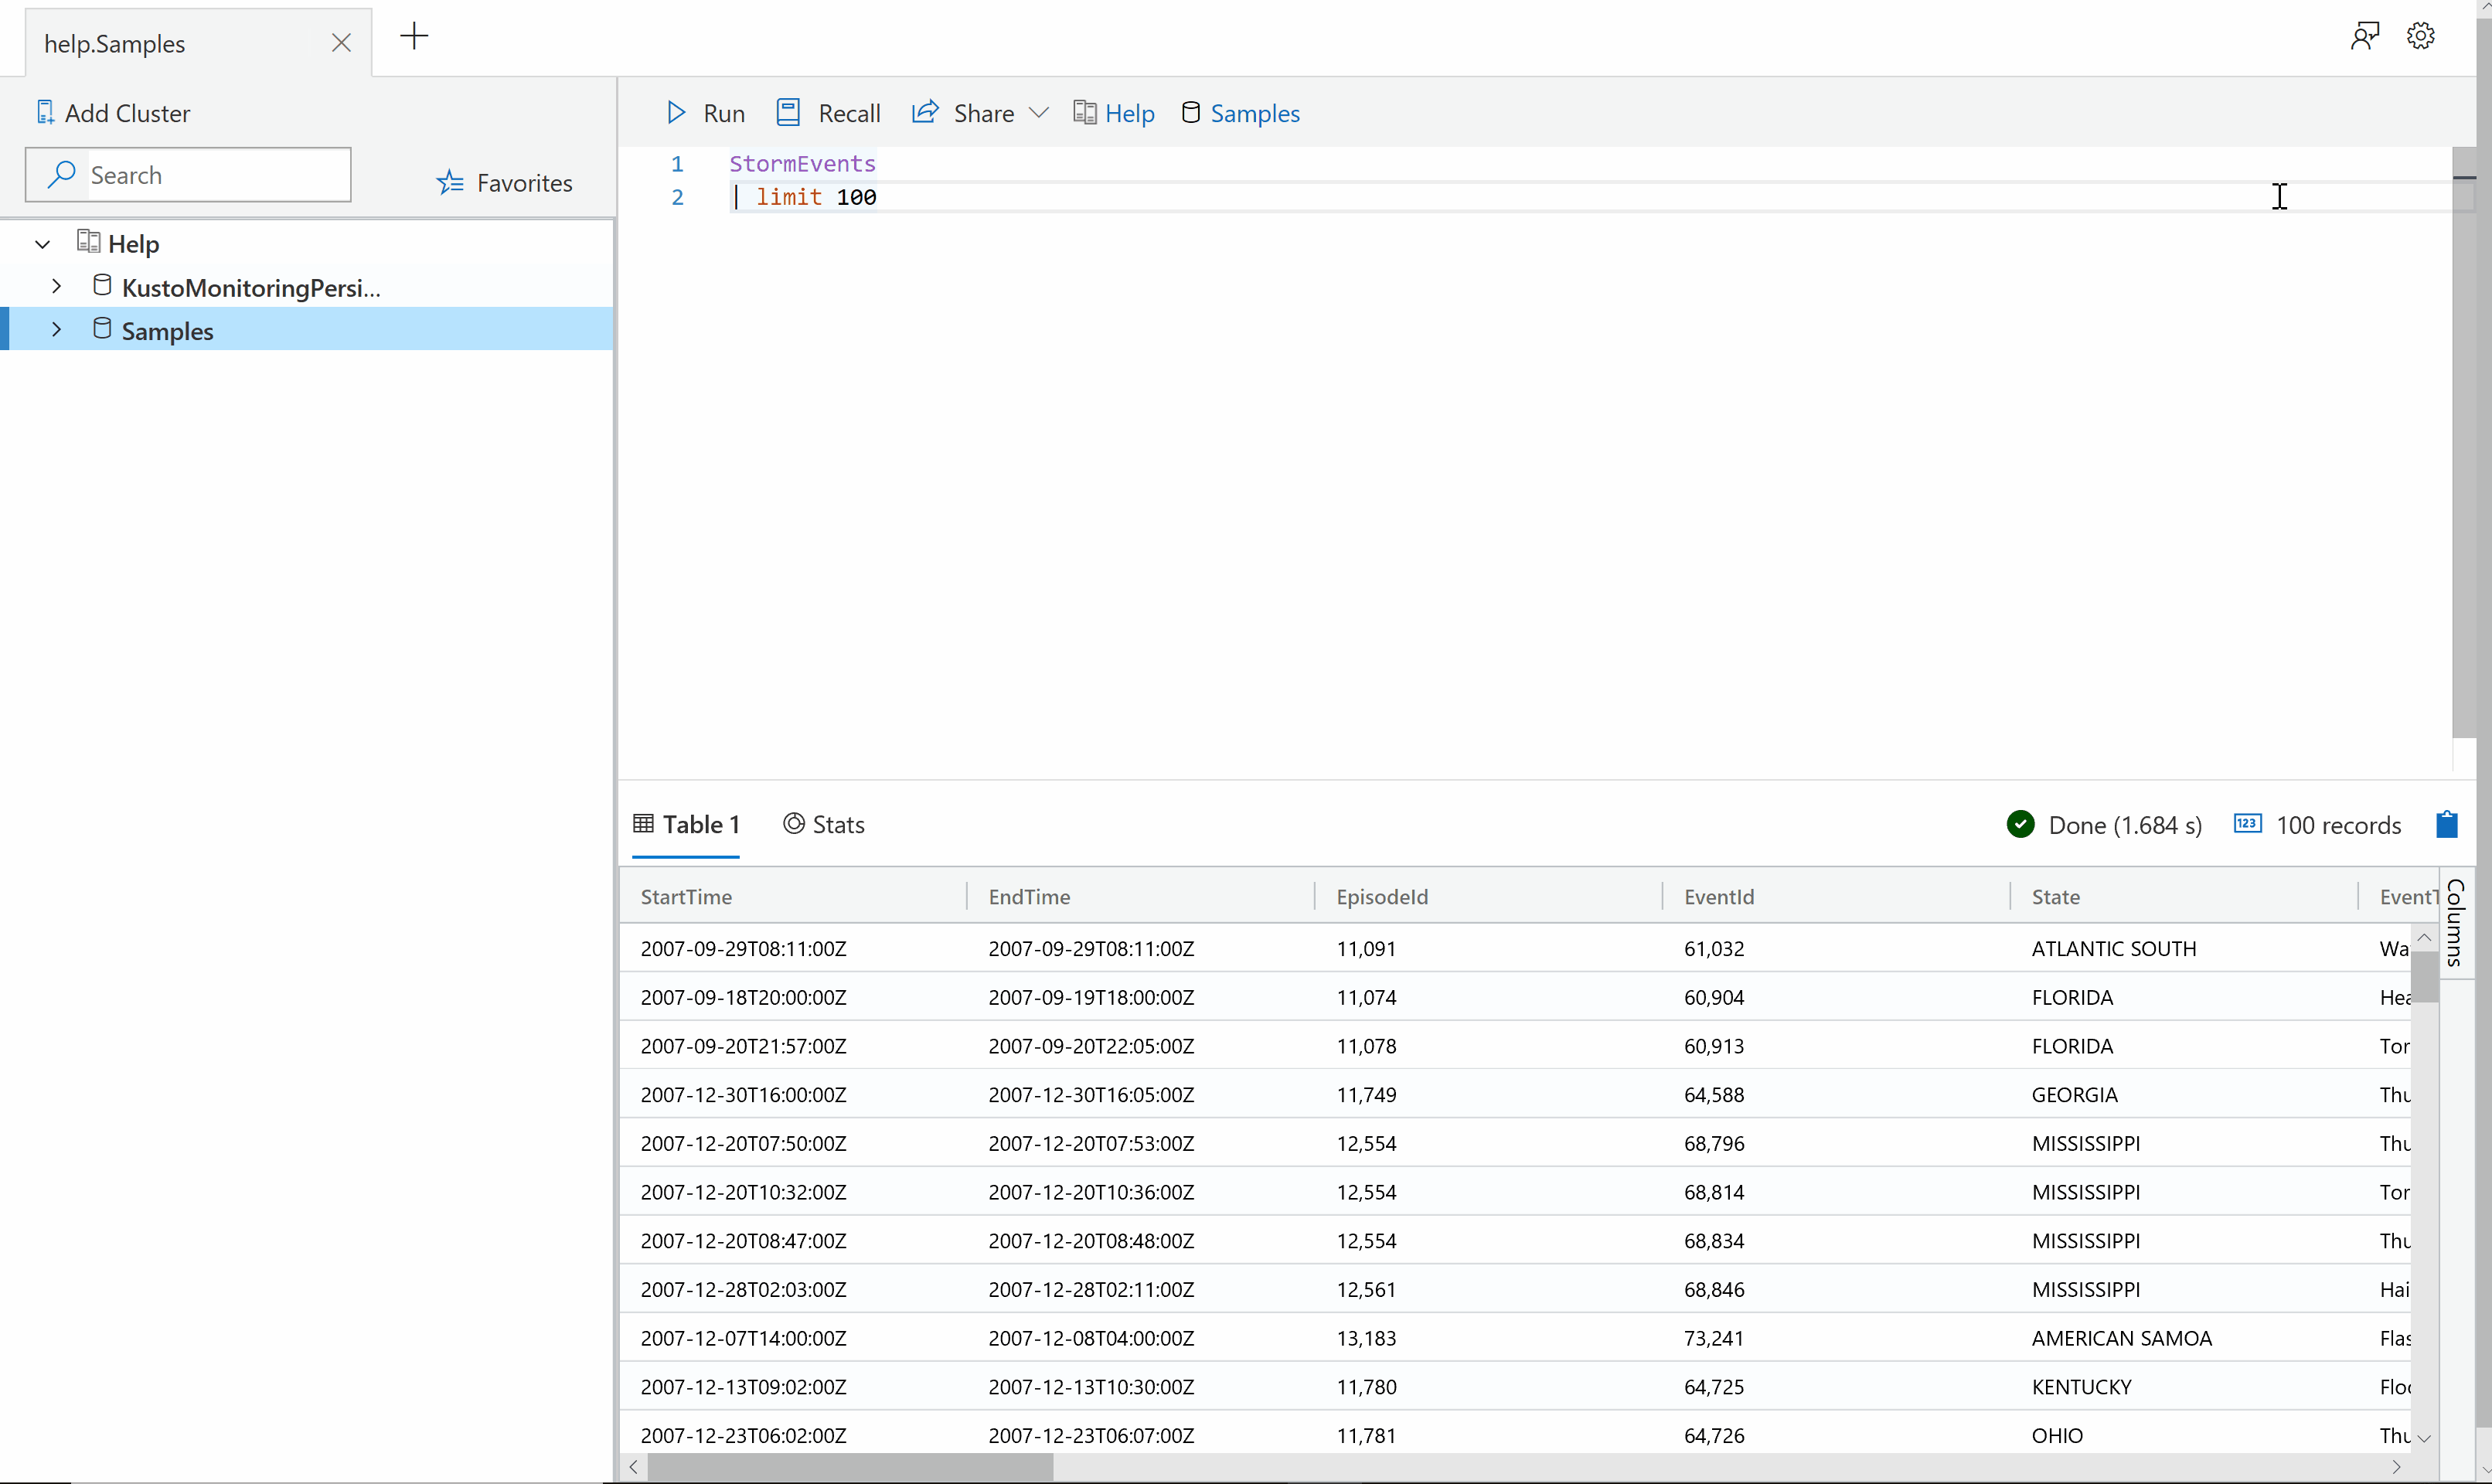 help.Samples
Add Cluster
Search
Favorites
Help
KustoMonitoringPersi...
Samples
Run Recall Share Help Samples
1 StormEvents
2 | limit 100
Table 1 Stats Done (1.684 s) 123 100 records
StartTime EndTime EpisodeId EventId State EventT
2007-09-29T08:11:00Z 2007-09-29T08:11:00Z 11,091 61,032 ATLANTIC SOUTH Wa
2007-09-18T20:00:00Z 2007-09-19T18:00:00Z 11,074 60,904 FLORIDA Hea
2007-09-20T21:57:00Z 2007-09-20T22:05:00Z 11,078 60,913 FLORIDA Tor
2007-12-30T16:00:00Z 2007-12-30T16:05:00Z 11,749 64,588 GEORGIA Thu
2007-12-20T07:50:00Z 2007-12-20T07:53:00Z 12,554 68,796 MISSISSIPPI Thu
2007-12-20T10:32:00Z 2007-12-20T10:36:00Z 12,554 68,814 MISSISSIPPI Tor
2007-12-20T08:47:00Z 2007-12-20T08:48:00Z 12,554 68,834 MISSISSIPPI Thu
2007-12-28T02:03:00Z 2007-12-28T02:11:00Z 12,561 68,846 MISSISSIPPI Hai
2007-12-07T14:00:00Z 2007-12-08T04:00:00Z 13,183 73,241 AMERICAN SAMOA Flas
2007-12-13T09:02:00Z 2007-12-13T10:30:00Z 11,780 64,725 KENTUCKY Floo
2007-12-23T06:02:00Z 2007-12-23T06:07:00Z 11,781 64,726 OHIO Thu
Columns